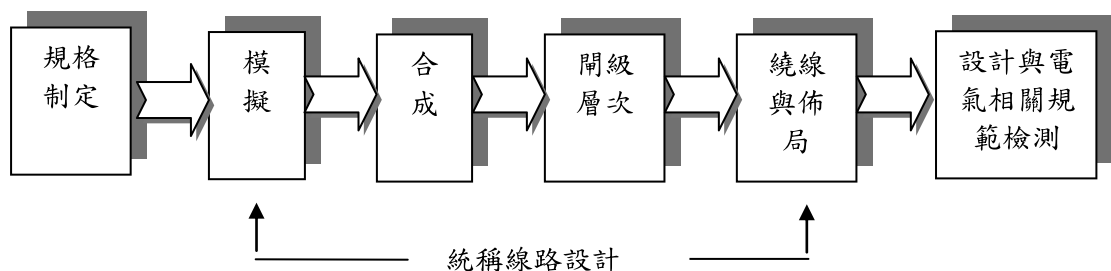 規格
制定
模
擬
合
成
閘級
層次
繞線
與佈
局
設計與電
氣相關規
範檢測
統稱線路設計